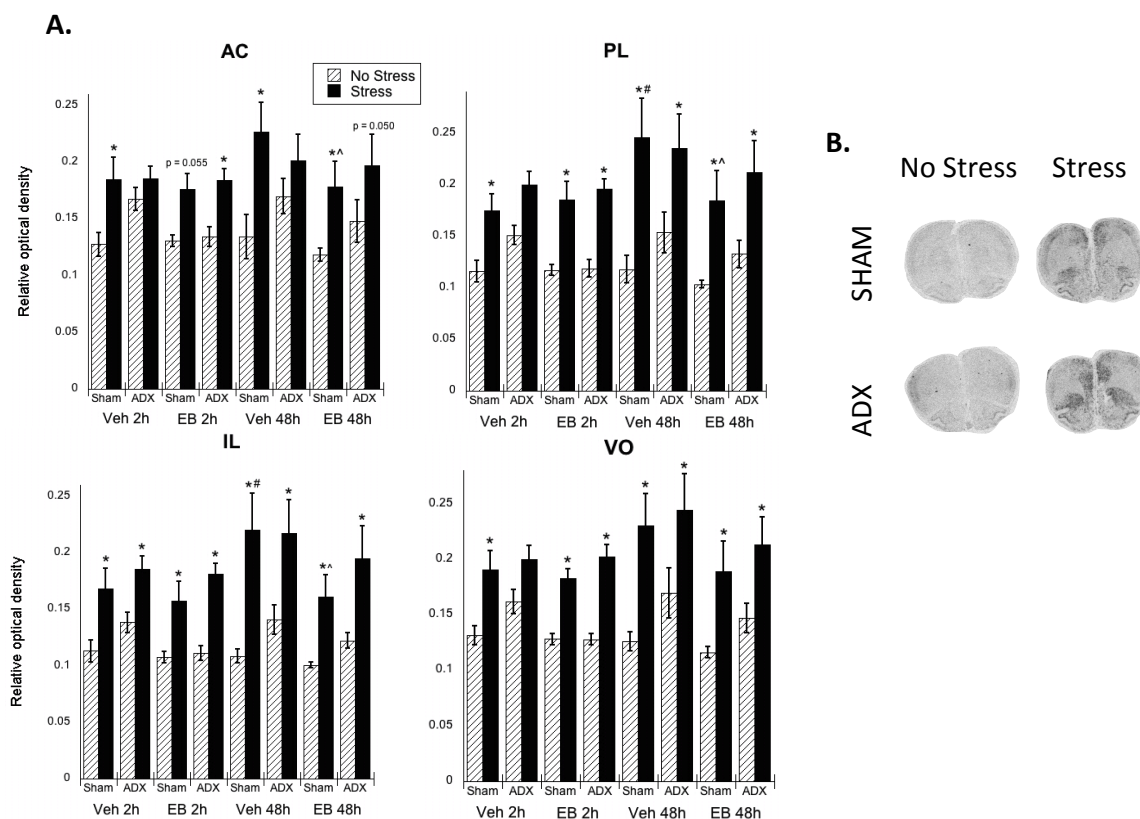 A.
AC
No Stress
Stress
Relative optical density
0.25
0.2
0.15
0.1
0.05
0
*
p = 0.055
*
*
*^
p = 0.050
Sham ADX Sham ADX Sham ADX Sham ADX
Veh 2h EB 2h Veh 48h EB 48h
PL
0.25
0.2
0.15
0.1
0.05
0
*
*
*
*#
*
*^
*
Sham ADX Sham ADX Sham ADX Sham ADX
Veh 2h EB 2h Veh 48h EB 48h
B.
No Stress Stress
SHAM
ADX
IL
Relative optical density
0.25
0.2
0.15
0.1
0.05
0
*
*
*
*
*#
*
*^
*
Sham ADX Sham ADX Sham ADX Sham ADX
Veh 2h EB 2h Veh 48h EB 48h
VO
0.25
0.2
0.15
0.1
0.05
0
*
*
*
*
*
*
*
Sham ADX Sham ADX Sham ADX Sham ADX
Veh 2h EB 2h Veh 48h EB 48h